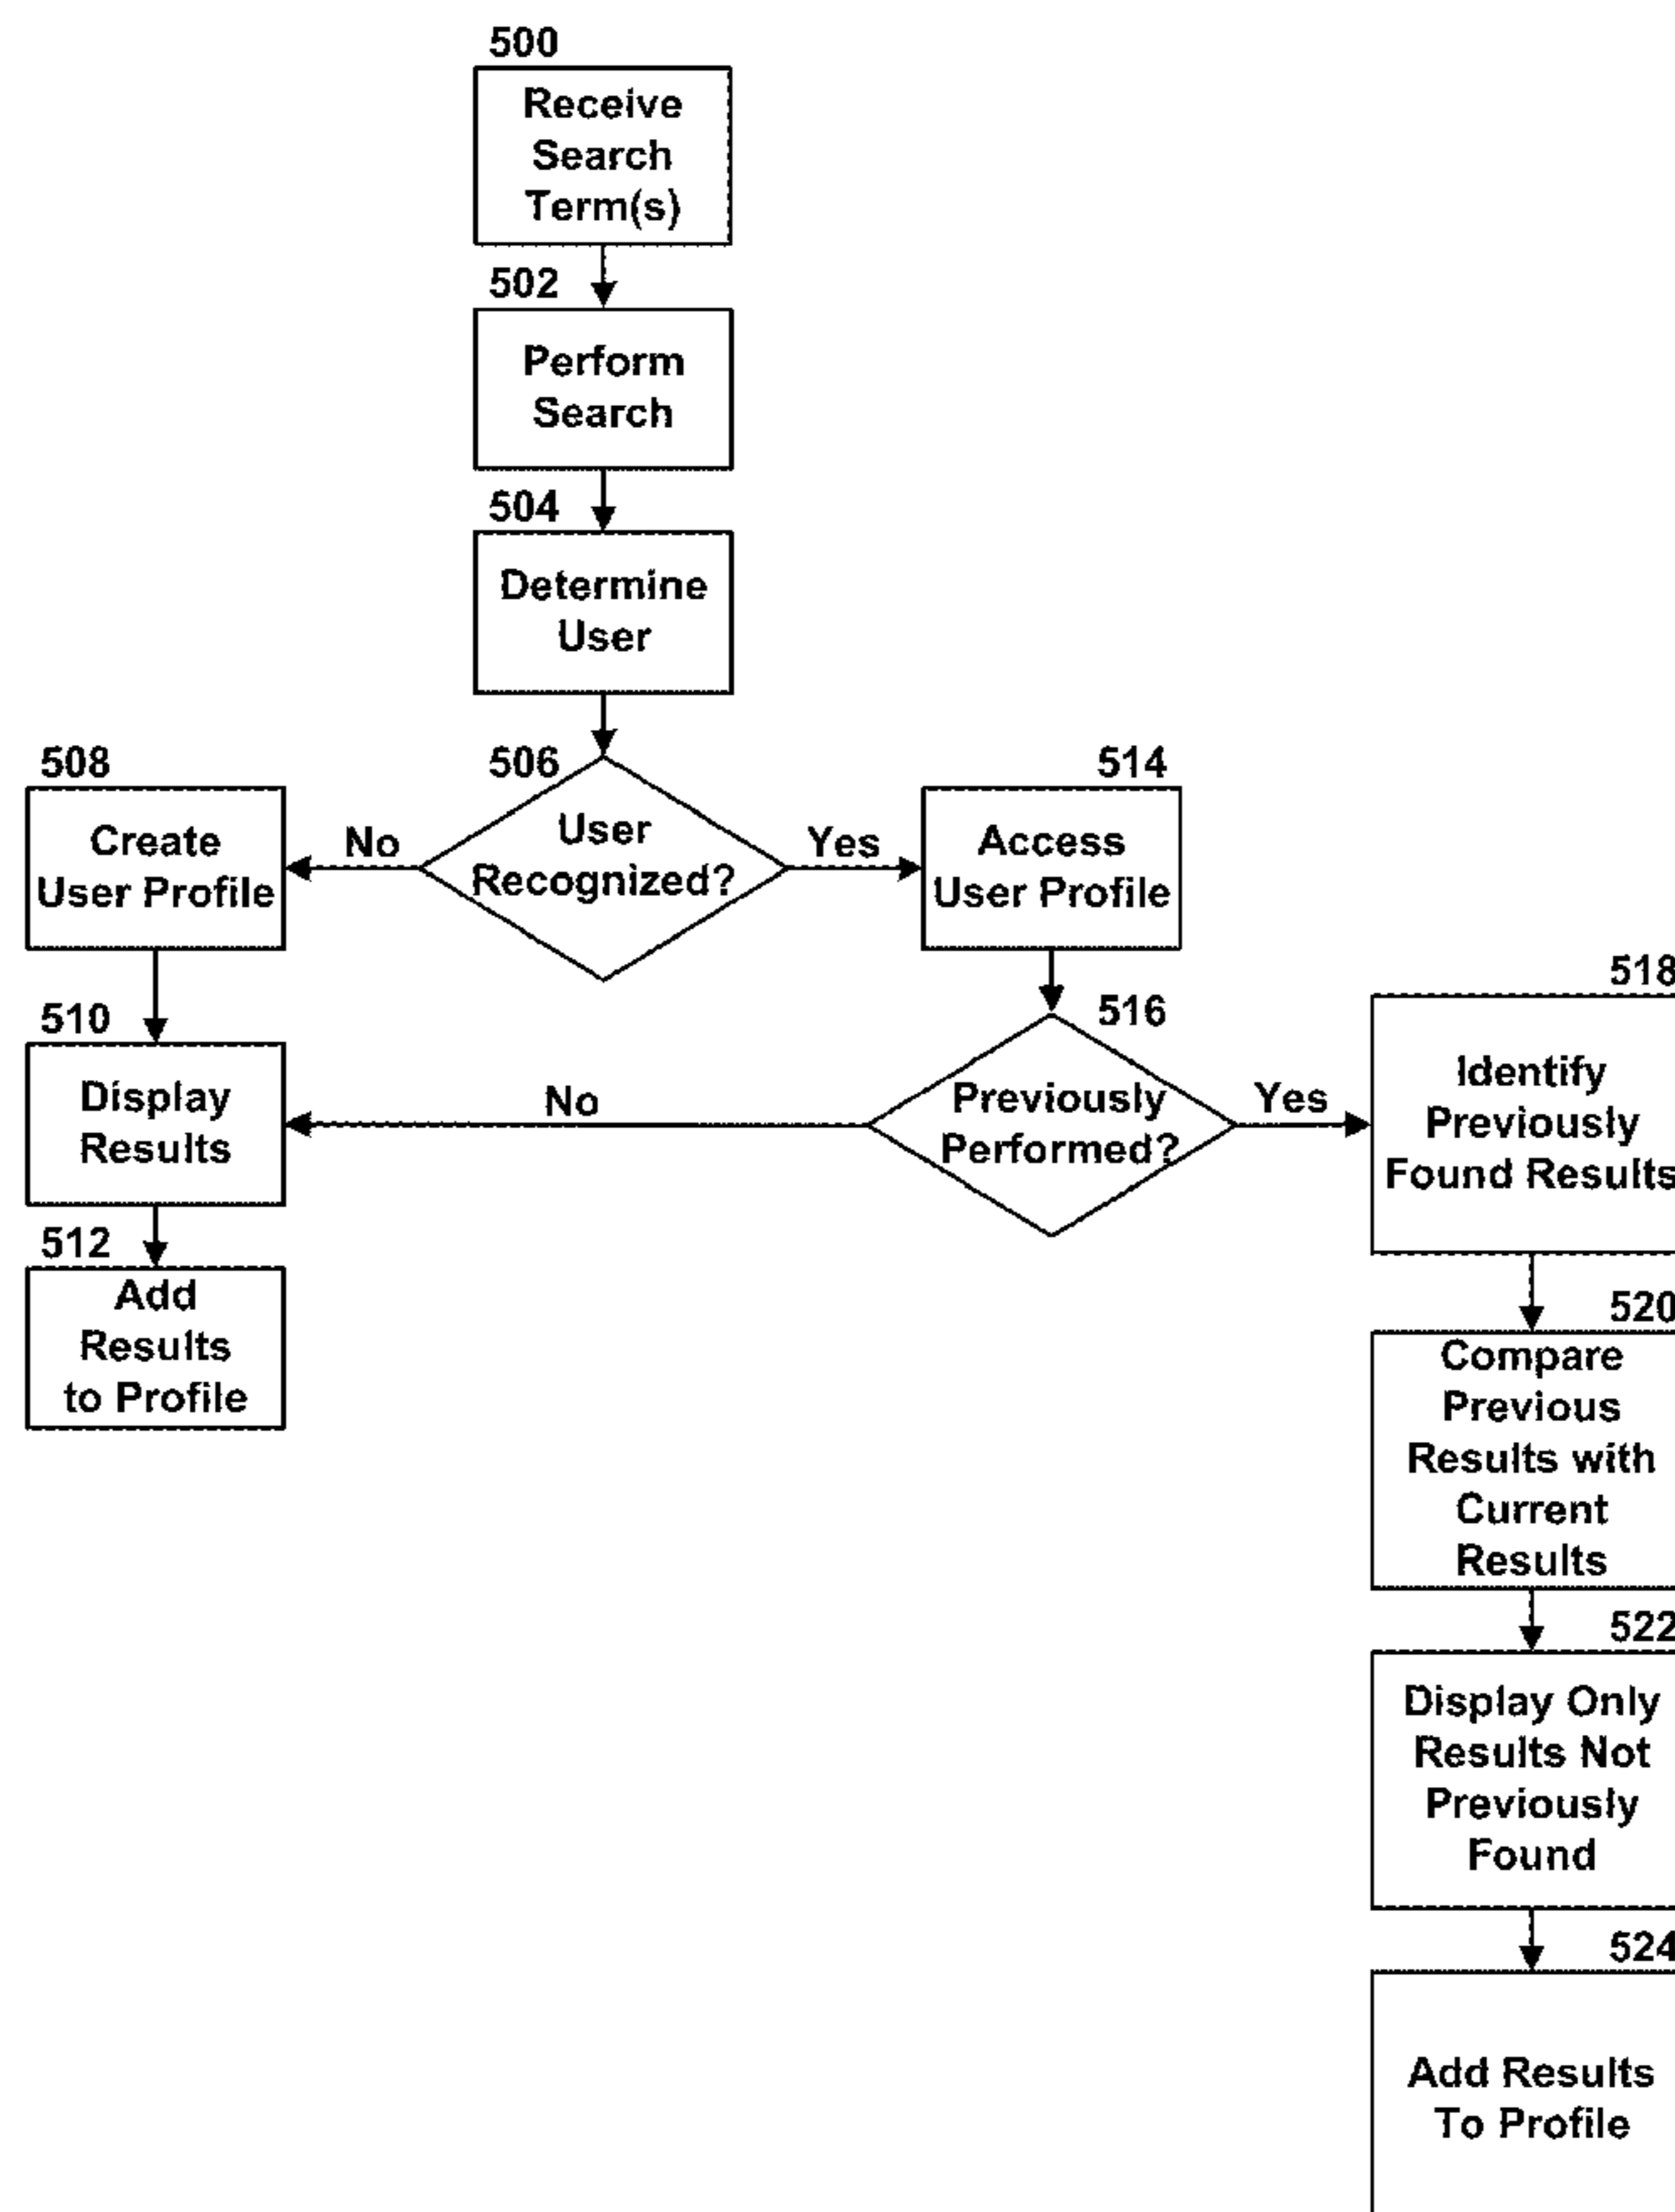 500
Receive
Search
Term(s)
502
Perform
Search
504
Determine
User
506
User
Recognized?
No
Yes
508
Create
User Profile
510
Display
Results
512
Add
Results
to Profile
514
Access
User Profile
516
Previously
Performed?
No
Yes
518
Identify
Previously
Found Results
520
Compare
Previous
Results with
Current
Results
522
Display Only
Results Not
Previously
Found
524
Add Results
To Profile